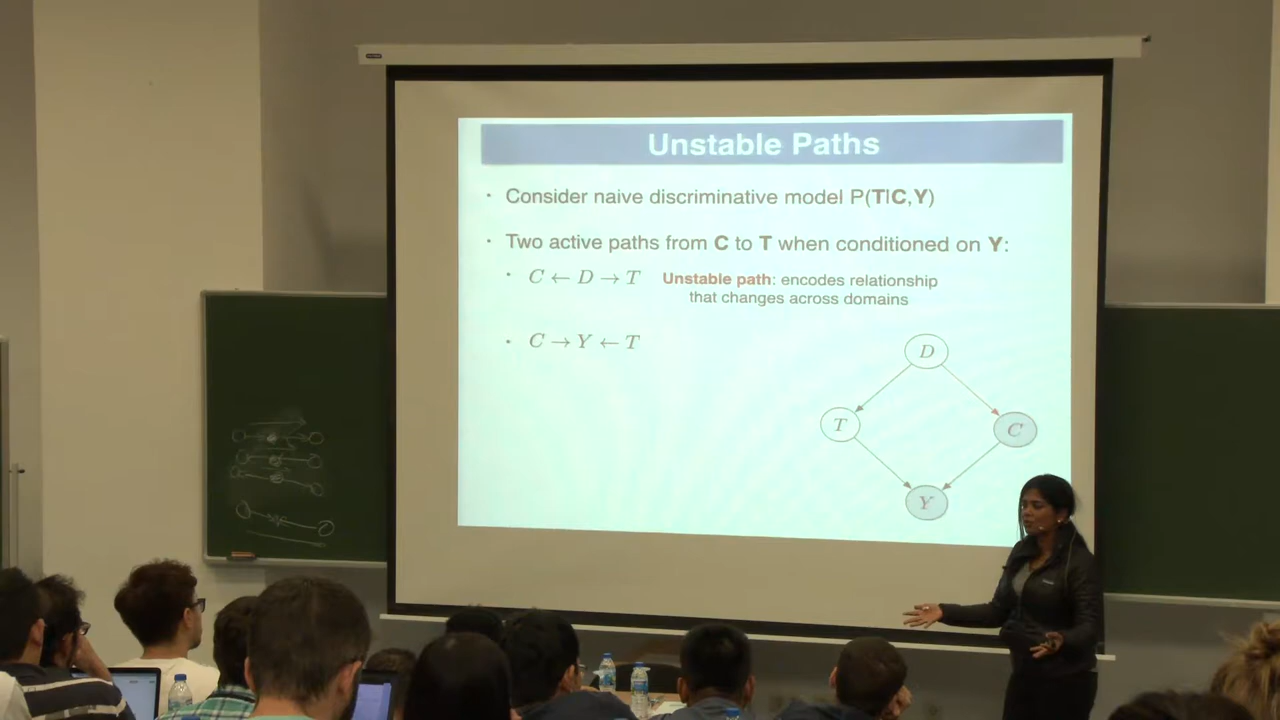 Unstable Paths
• Consider naive discriminative model P(T|C,Y)
• Two active paths from C to T when conditioned on Y:
• C ← D → T Unstable path: encodes relationship
that changes across domains
• C → Y ← T
D
T
C
Y